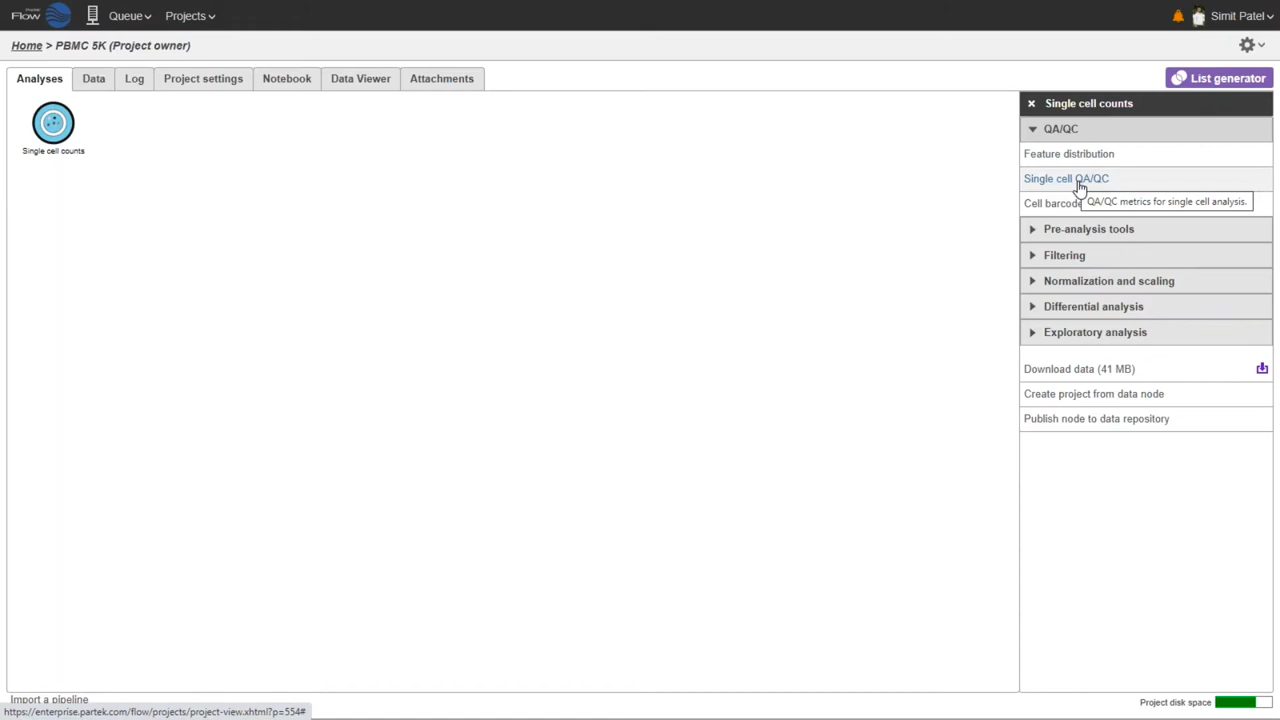 Partek
Flow
Queue
Projects
Simit Patel
Home > PBMC 5K (Project owner)
Analyses
Data
Log
Project settings
Notebook
Data Viewer
Attachments
List generator
Single cell counts
Single cell counts
QA/QC
Feature distribution
Single cell QA/QC
Cell barcode
QA/QC metrics for single cell analysis.
Pre-analysis tools
Filtering
Normalization and scaling
Differential analysis
Exploratory analysis
Download data (41 MB)
Create project from data node
Publish node to data repository
Import a pipeline
https://enterprise.partek.com/flow/projects/project-view.xhtml?p=554#
Project disk space